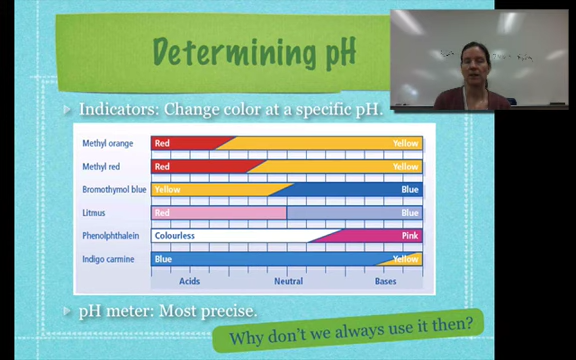 Determining pH
Indicators: Change color at a specific pH.
Methyl orange Red Yellow
Methyl red Red Yellow
Bromothymol blue Yellow Blue
Litmus Red Blue
Phenolphthalein Colourless Pink
Indigo carmine Blue Yellow
Acids Neutral Bases
pH meter: Most precise.
Why don't we always use it then?